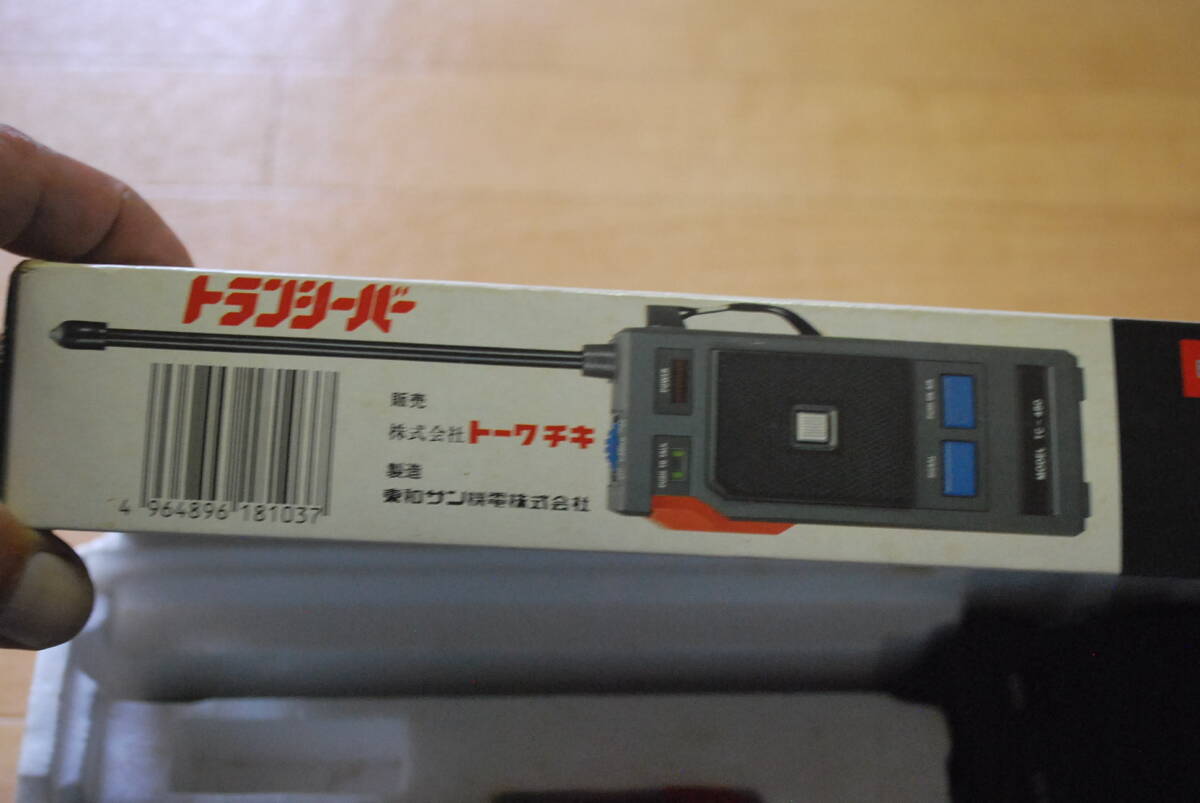 トランシーバー
販売
株式会社トーワチキ
製造
東和サン機電株式会社
4 964896 181037
POWER
MODEL TC-480